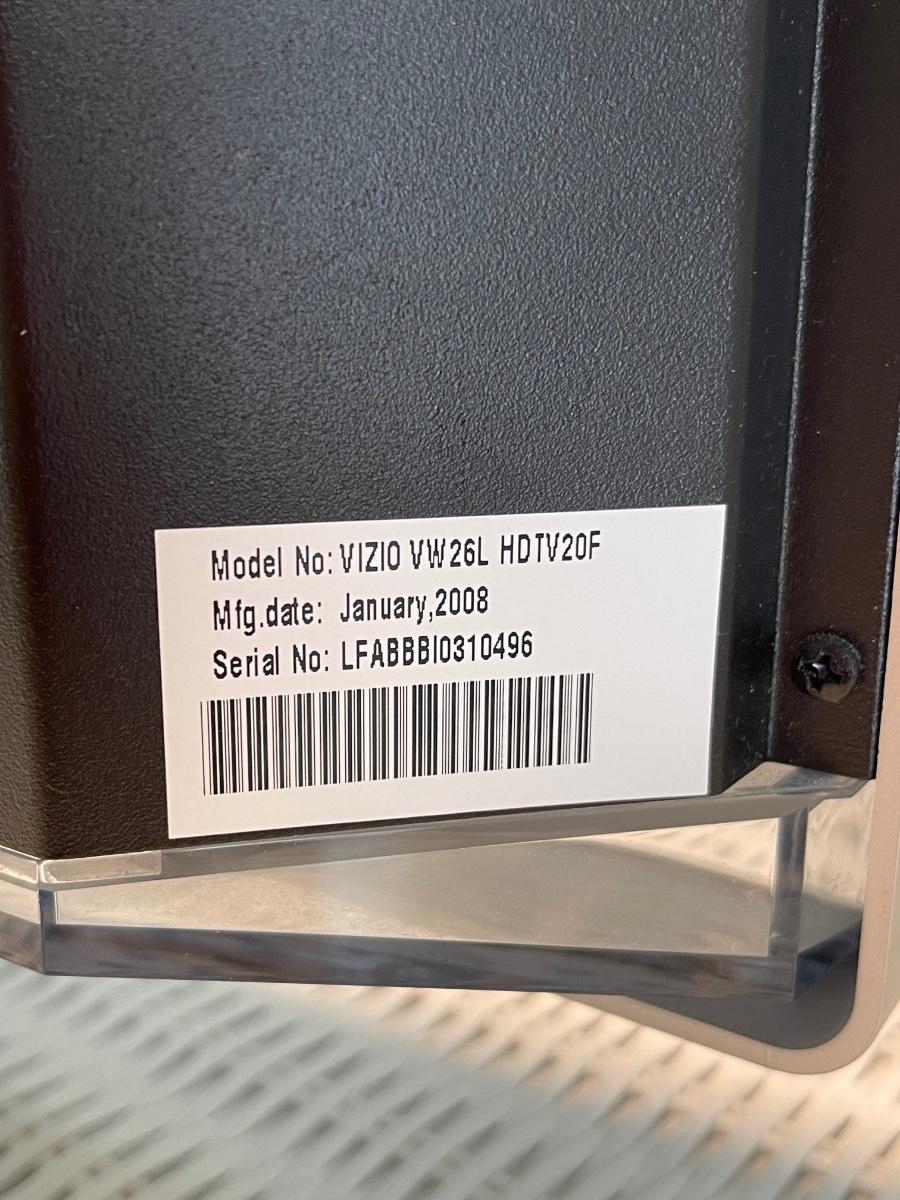 Model No: VIZIO VW26L HDTV20F
Mfg.date: January,2008
Serial No: LFABBBI0310496